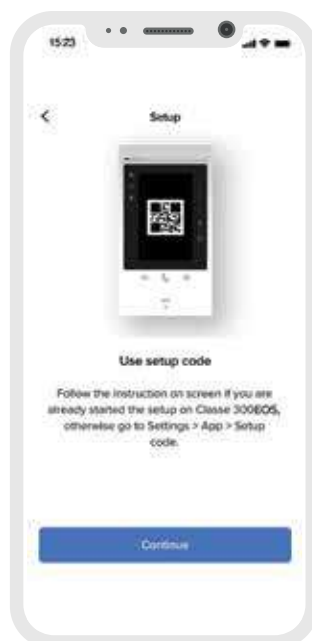 15:23
Setup
Use setup code
Follow the instruction on screen if you are
already started the setup on Classe 300EOS,
otherwise go to Settings > App > Setup
code.
Continue